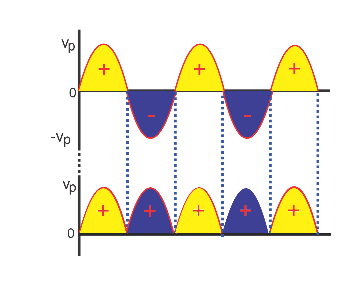 Vp
+ + +
0
- -
-Vp
Vp
+ + + + +
0